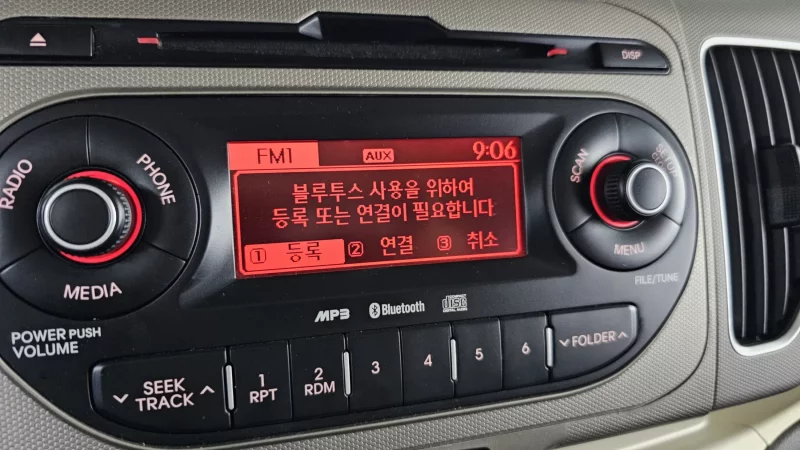 DISP
RADIO
PHONE
MEDIA
POWER PUSH
VOLUME
FM1 AUX 9:06
블루투스 사용을 위하여
등록 또는 연결이 필요합니다
1 등록 2 연결 3 취소
SCAN
SETUP
MENU
FILE/TUNE
MP3 Bluetooth disc
DIGITAL AUDIO
SEEK
TRACK
1
RPT
2
RDM
3
4
5
6
FOLDER